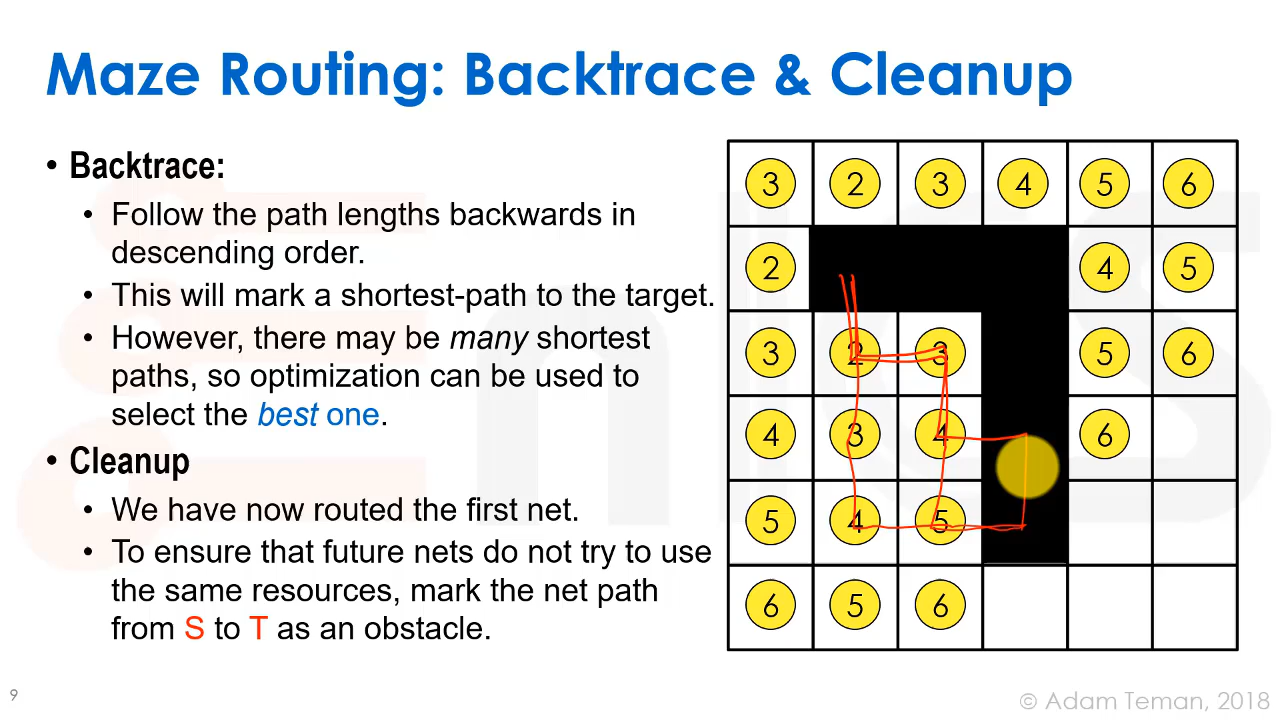 Maze Routing: Backtrace & Cleanup
• Backtrace:
• Follow the path lengths backwards in
descending order.
• This will mark a shortest-path to the target.
• However, there may be many shortest
paths, so optimization can be used to
select the best one.
• Cleanup
• We have now routed the first net.
• To ensure that future nets do not try to use
the same resources, mark the net path
from S to T as an obstacle.
3 2 3 4 5 6
2 4 5
3 2 3 5 6
4 3 4 6
5 4 5
6 5 6
9
© Adam Teman, 2018